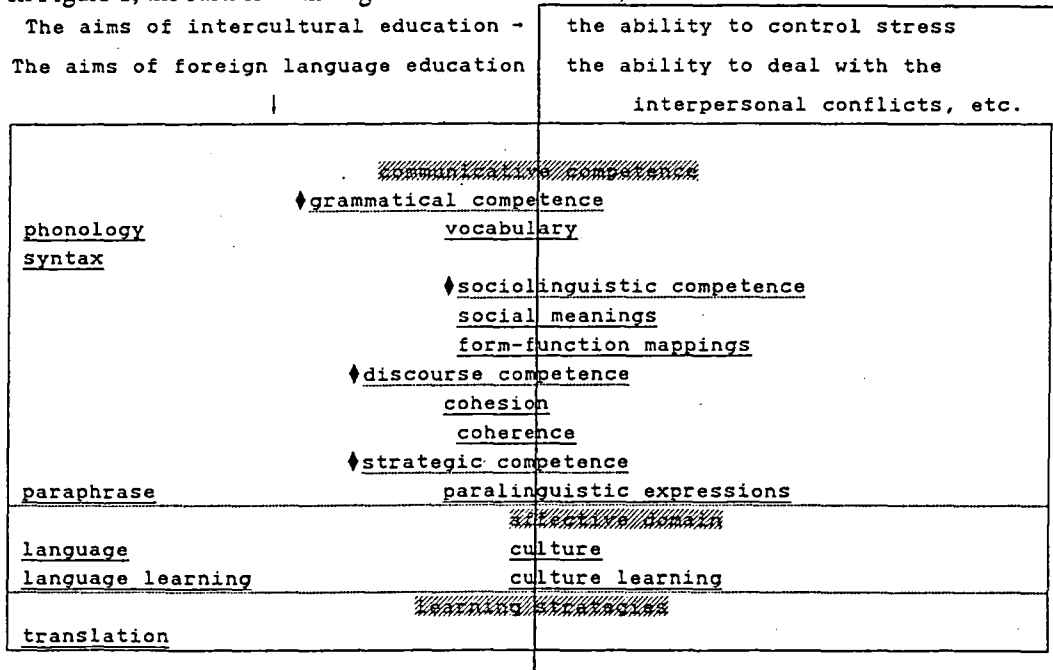 The aims of intercultural education → the ability to control stress
The aims of foreign language education the ability to deal with the
↓ interpersonal conflicts, etc.
communicative competence
♦grammatical competence
phonology vocabulary
syntax
♦sociolinguistic competence
social meanings
form-function mappings
♦discourse competence
cohesion
coherence
♦strategic competence
paraphrase paralinguistic expressions
affective domain
language culture
language learning culture learning
learning strategies
translation